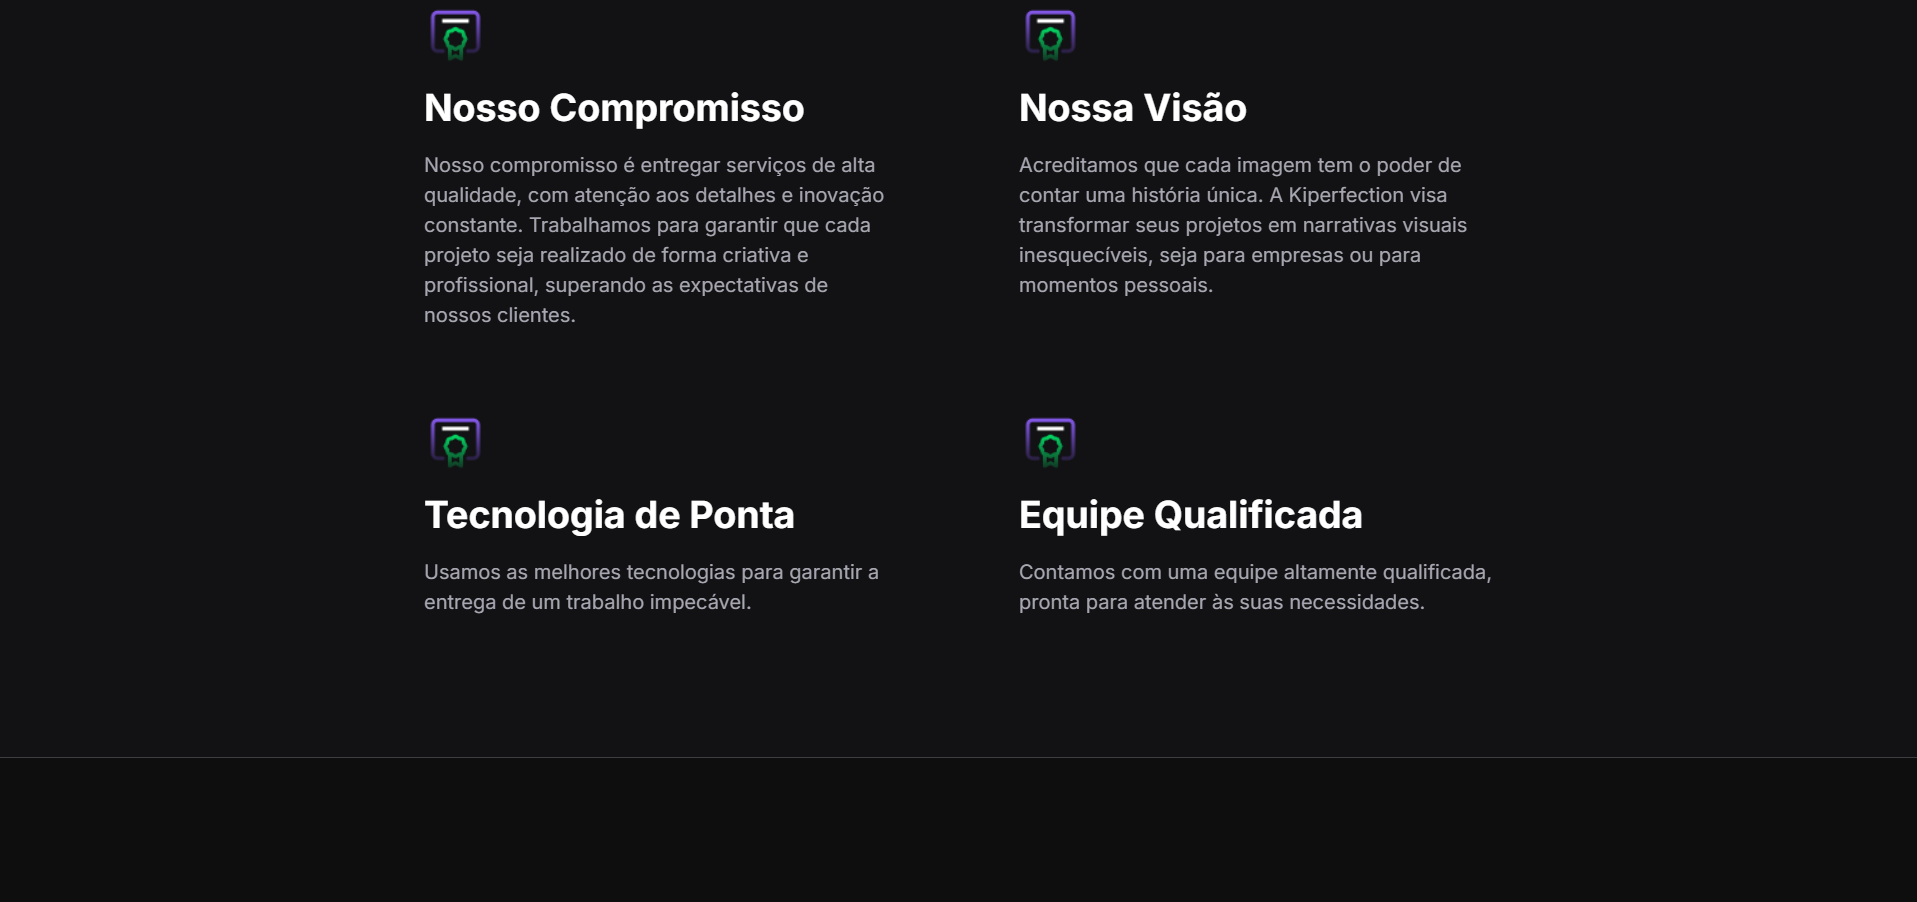 Nosso Compromisso
Nosso compromisso é entregar serviços de alta
qualidade, com atenção aos detalhes e inovação
constante. Trabalhamos para garantir que cada
projeto seja realizado de forma criativa e
profissional, superando as expectativas de
nossos clientes.
Nossa Visão
Acreditamos que cada imagem tem o poder de
contar uma história única. A Kiperfection visa
transformar seus projetos em narrativas visuais
inesquecíveis, seja para empresas ou para
momentos pessoais.
Tecnologia de Ponta
Usamos as melhores tecnologias para garantir a
entrega de um trabalho impecável.
Equipe Qualificada
Contamos com uma equipe altamente qualificada,
pronta para atender às suas necessidades.